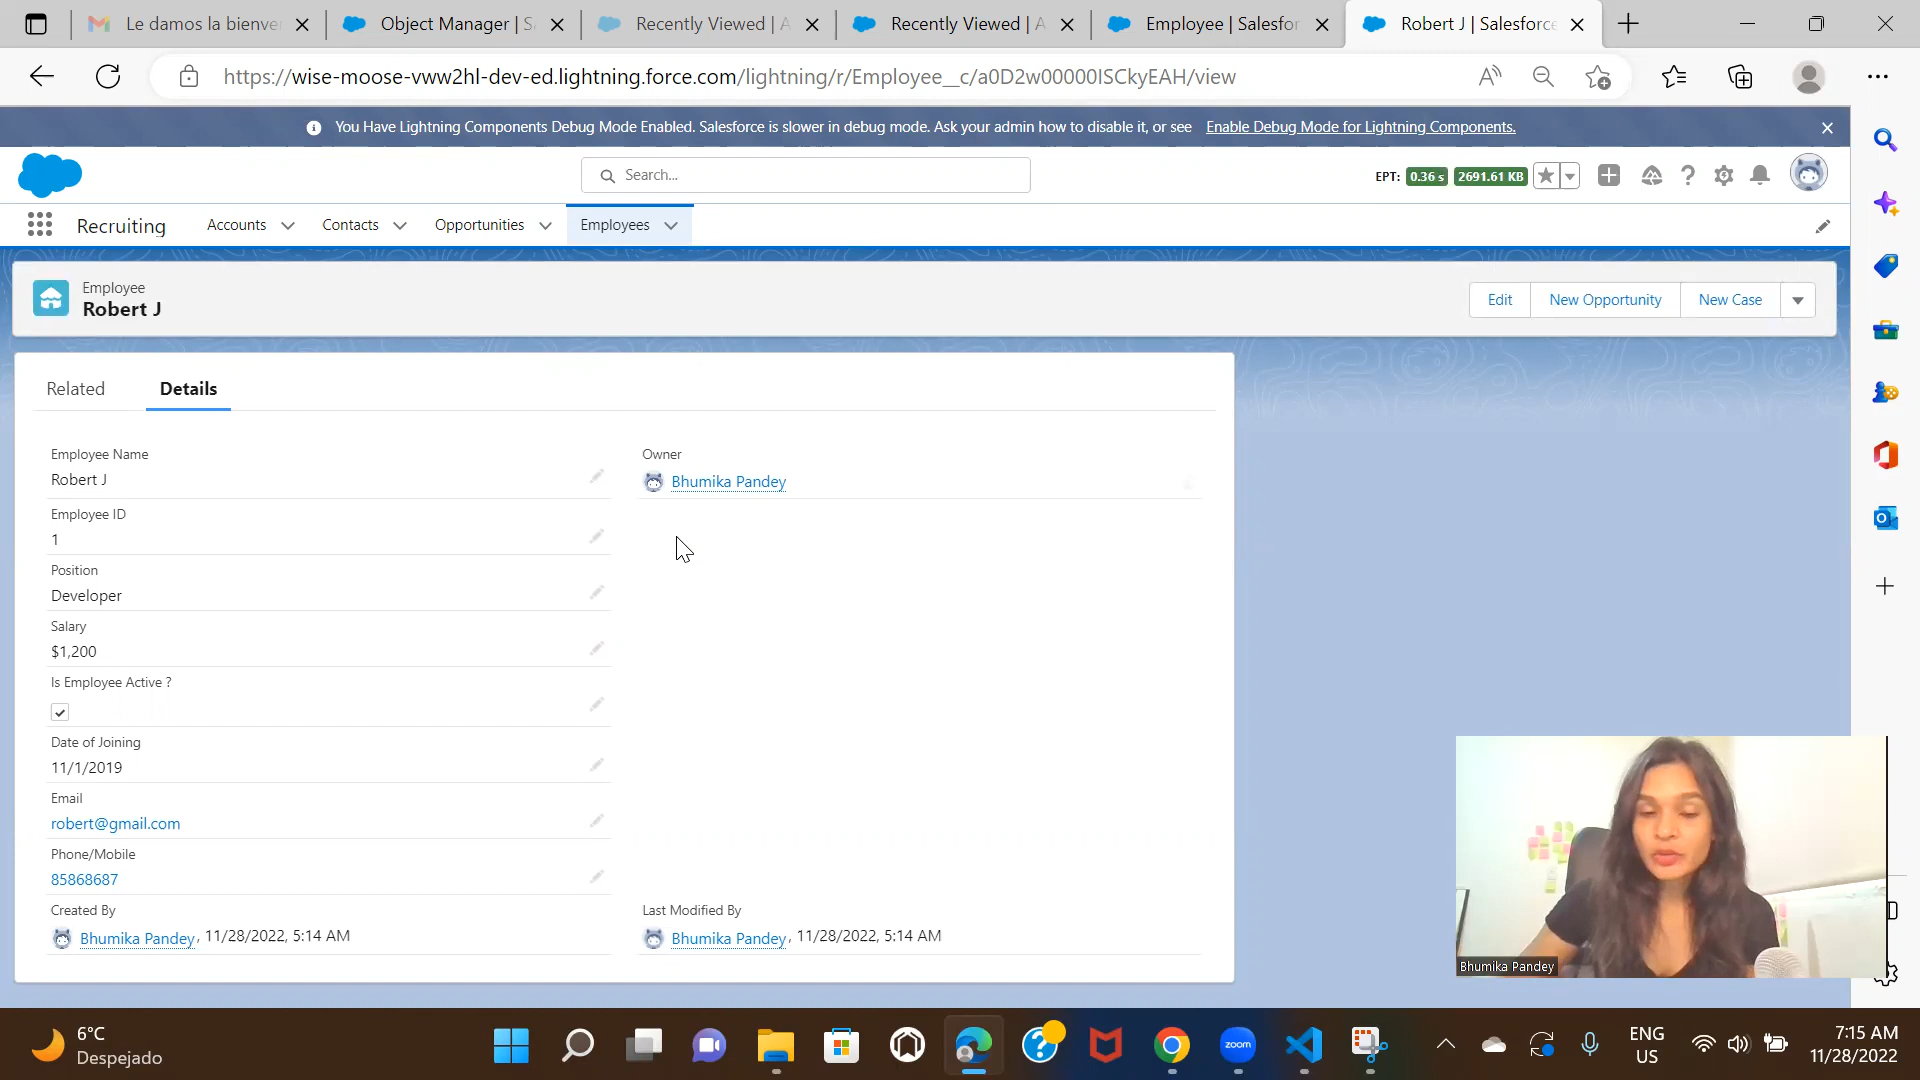 Le damos la bienve
Object Manager | S
Recently Viewed | A
Recently Viewed | A
Employee | Salesfor
Robert J | Salesforce
https://wise-moose-vww2hl-dev-ed.lightning.force.com/lightning/r/Employee__c/a0D2w00000ISCkyEAH/view
You Have Lightning Components Debug Mode Enabled. Salesforce is slower in debug mode. Ask your admin how to disable it, or see Enable Debug Mode for Lightning Components.
Search...
EPT: 0.36 s 2691.61 KB
Recruiting
Accounts
Contacts
Opportunities
Employees
Employee
Robert J
Edit
New Opportunity
New Case
Related
Details
Employee Name
Robert J
Owner
Bhumika Pandey
Employee ID
1
Position
Developer
Salary
$1,200
Is Employee Active ?
Date of Joining
11/1/2019
Email
robert@gmail.com
Phone/Mobile
85868687
Created By
Bhumika Pandey, 11/28/2022, 5:14 AM
Last Modified By
Bhumika Pandey, 11/28/2022, 5:14 AM
Bhumika Pandey
6°C
Despejado
zoom
ENG
US
7:15 AM
11/28/2022